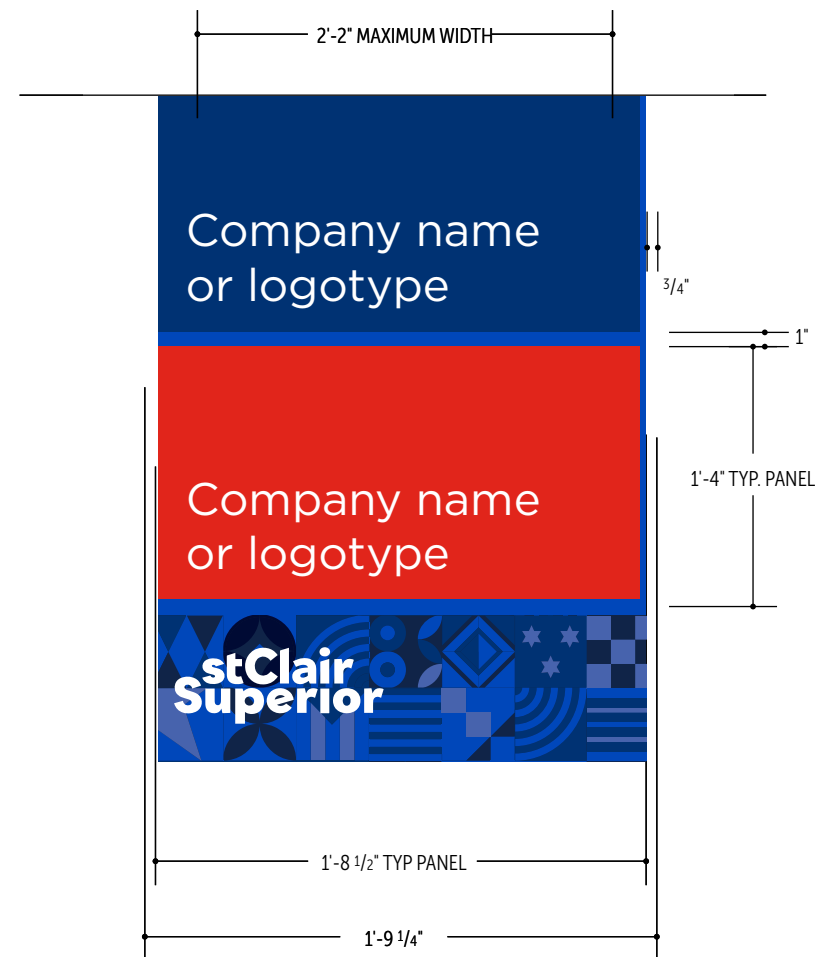 2'-2" MAXIMUM WIDTH
Company name
or logotype
3/4"
1"
1'-4" TYP. PANEL
Company name
or logotype
stClair
Superior
1'-8 1/2" TYP PANEL
1'-9 1/4"